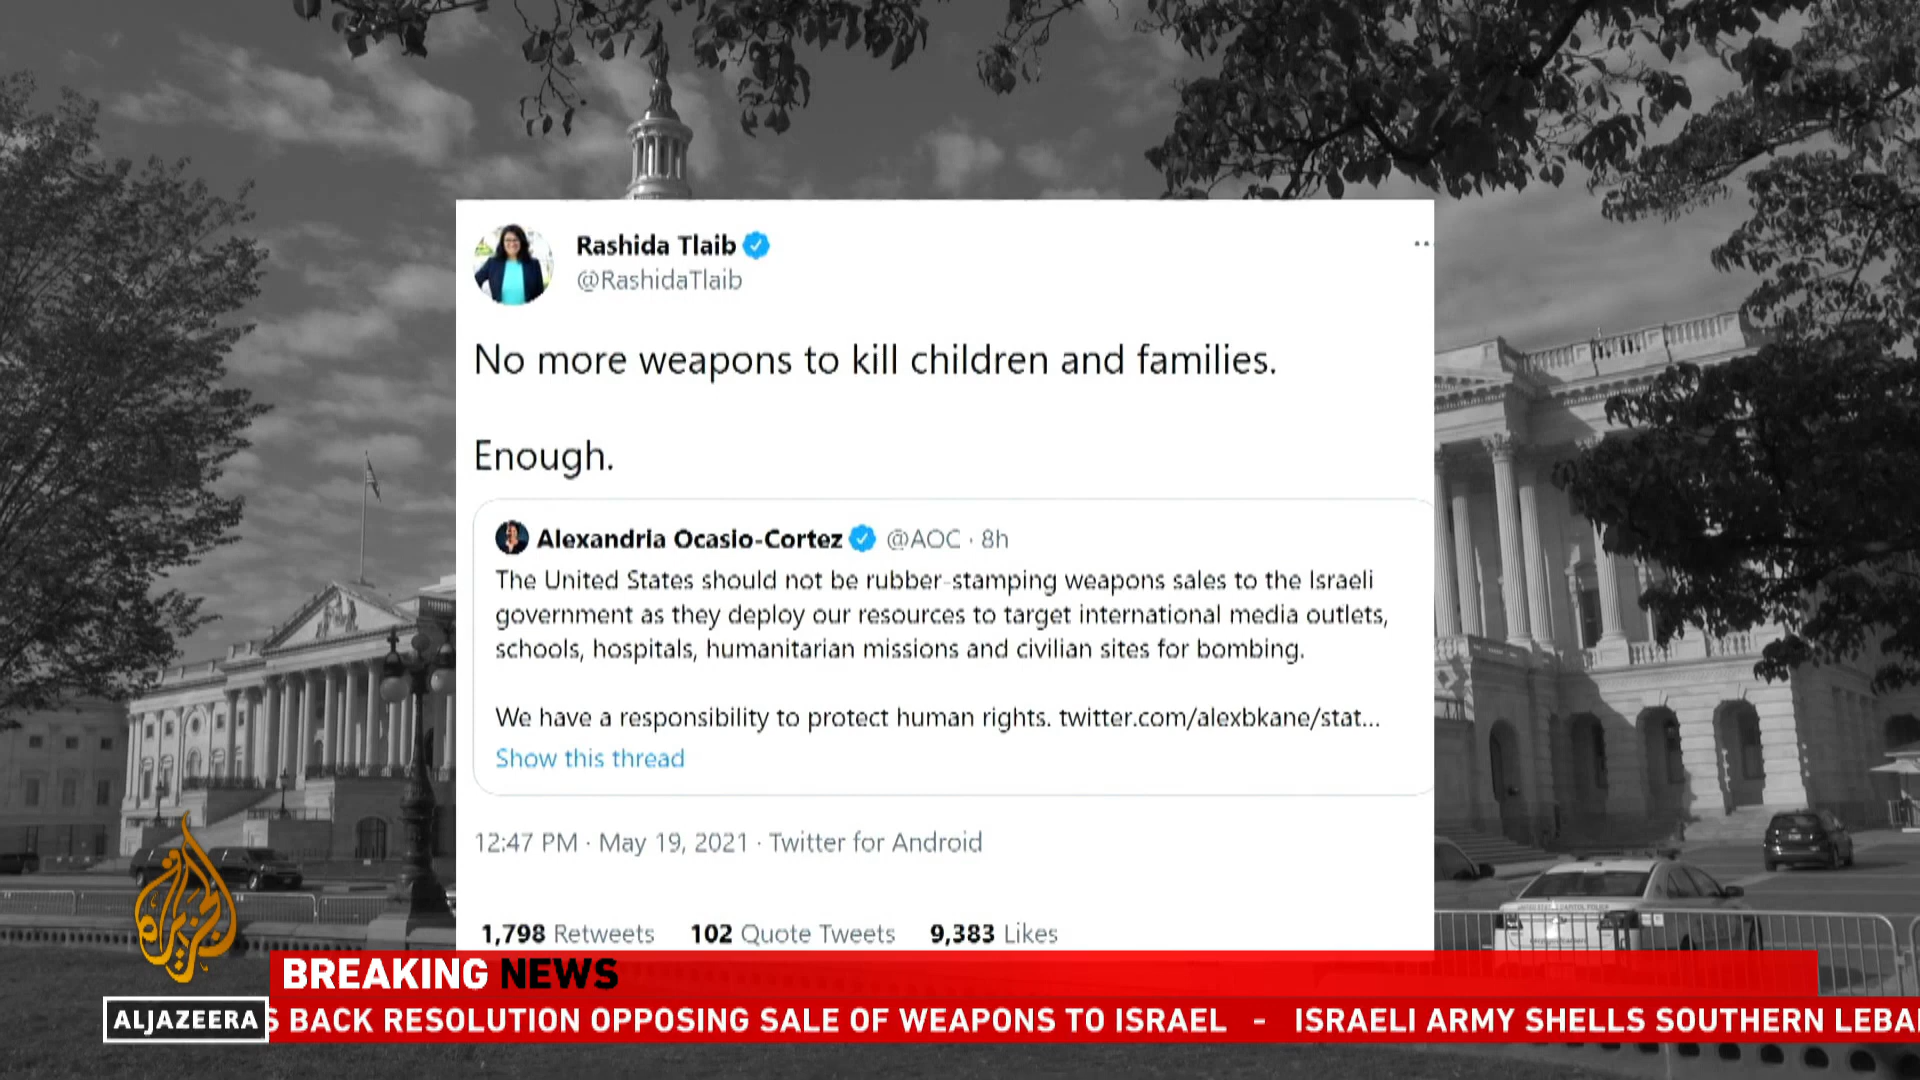 Rashida Tlaib
@RashidaTlaib
No more weapons to kill children and families.
Enough.
Alexandria Ocasio-Cortez @AOC · 8h
The United States should not be rubber-stamping weapons sales to the Israeli
government as they deploy our resources to target international media outlets,
schools, hospitals, humanitarian missions and civilian sites for bombing.
We have a responsibility to protect human rights. twitter.com/alexbkane/stat...
Show this thread
12:47 PM · May 19, 2021 · Twitter for Android
1,798 Retweets 102 Quote Tweets 9,383 Likes
الجزيرة
BREAKING NEWS
ALJAZEERA
S BACK RESOLUTION OPPOSING SALE OF WEAPONS TO ISRAEL - ISRAELI ARMY SHELLS SOUTHERN LEBA